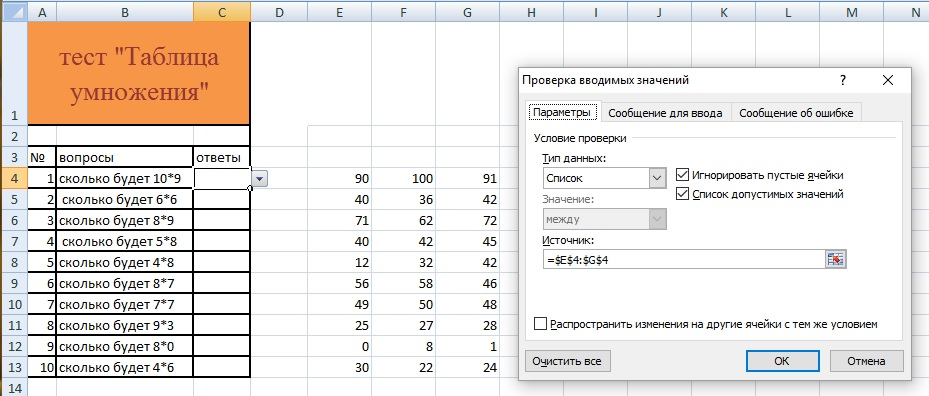 A B C D E F G H I J K L M N
1 тест "Таблица
умножения"
2
3 № вопросы ответы
4 1 сколько будет 10*9 90 100 91
5 2 сколько будет 6*6 40 36 42
6 3 сколько будет 8*9 71 62 72
7 4 сколько будет 5*8 40 42 45
8 5 сколько будет 4*8 12 32 42
9 6 сколько будет 8*7 56 58 46
10 7 сколько будет 7*7 49 50 48
11 8 сколько будет 9*3 25 27 28
12 9 сколько будет 8*0 0 8 1
13 10 сколько будет 4*6 30 22 24
14
Проверка вводимых значений ? ×
Параметры Сообщение для ввода Сообщение об ошибке
Условие проверки
Тип данных:
Список Игнорировать пустые ячейки
Значение: Список допустимых значений
между
Источник:
=$E$4:$G$4
Распространить изменения на другие ячейки с тем же условием
Очистить все ОК Отмена